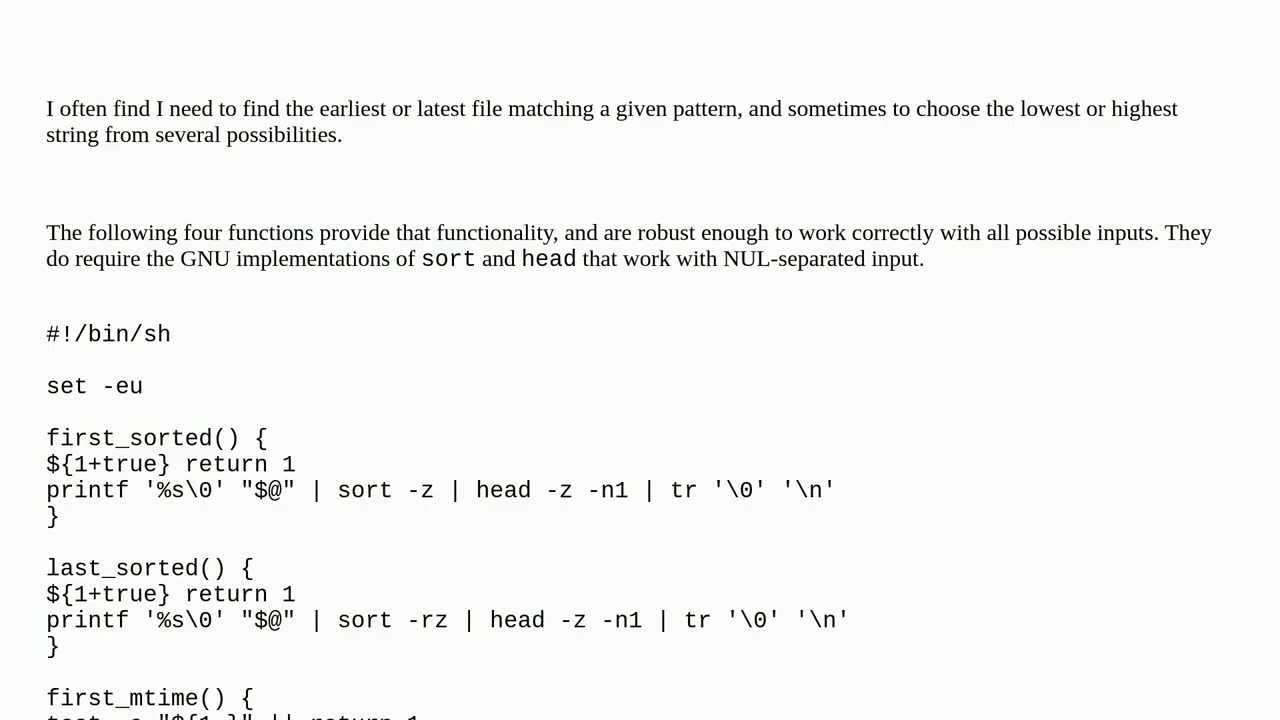 I often find I need to find the earliest or latest file matching a given pattern, and sometimes to choose the lowest or highest
string from several possibilities.
The following four functions provide that functionality, and are robust enough to work correctly with all possible inputs. They
do require the GNU implementations of sort and head that work with NUL-separated input.
#!/bin/sh
set -eu
first_sorted() {
${1+true} return 1
printf '%s\0' "$@" | sort -z | head -z -n1 | tr '\0' '\n'
}
last_sorted() {
${1+true} return 1
printf '%s\0' "$@" | sort -rz | head -z -n1 | tr '\0' '\n'
}
first_mtime() {